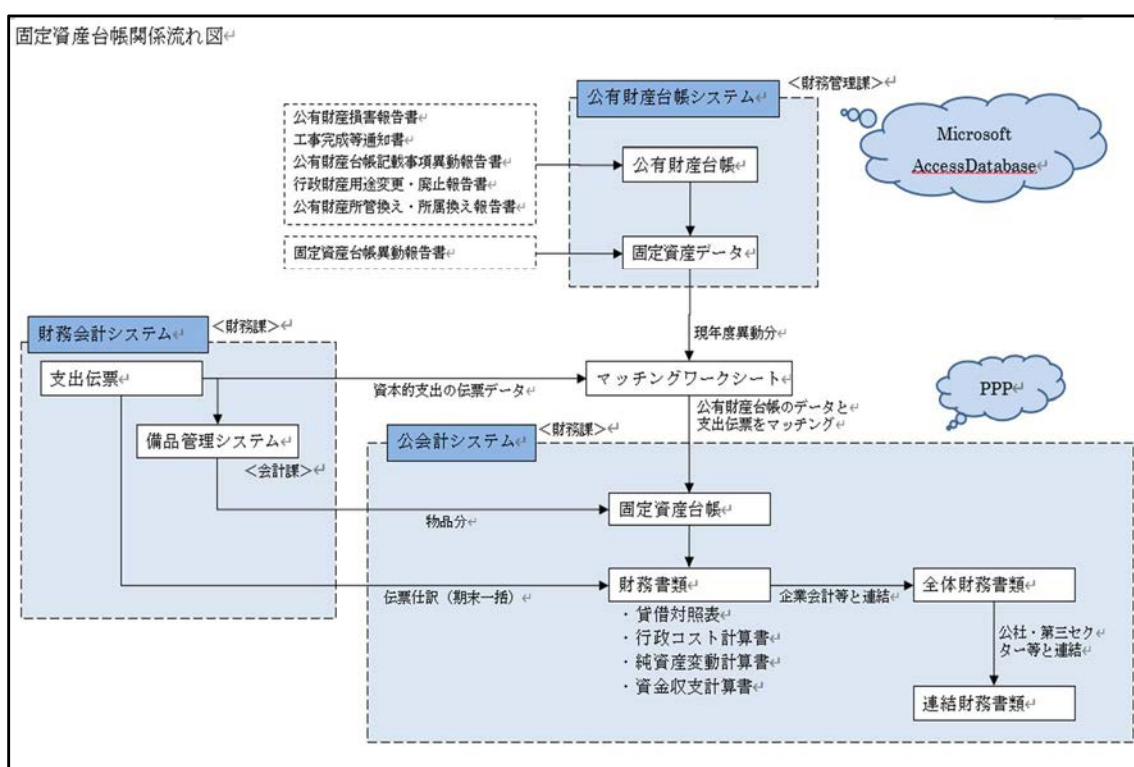 固定資産台帳関係流れ図
公有財産台帳システム
＜財務管理課＞
Microsoft
AccessDatabase
公有財産損害報告書
工事完成等通知書
公有財産台帳記載事項異動報告書
行政財産用途変更・廃止報告書
公有財産所管換え・所属換え報告書
公有財産台帳
固定資産台帳異動報告書
固定資産データ
現年度異動分
財務会計システム
＜財務課＞
支出伝票
資本的支出の伝票データ
マッチングワークシート
公有財産台帳のデータと
支出伝票をマッチング
PPP
備品管理システム
＜会計課＞
公会計システム
＜財務課＞
物品分
固定資産台帳
伝票仕訳（期末一括）
財務書類
・貸借対照表
・行政コスト計算書
・純資産変動計算書
・資金収支計算書
企業会計等と連結
全体財務書類
公社・第三セク
ター等と連結
連結財務書類